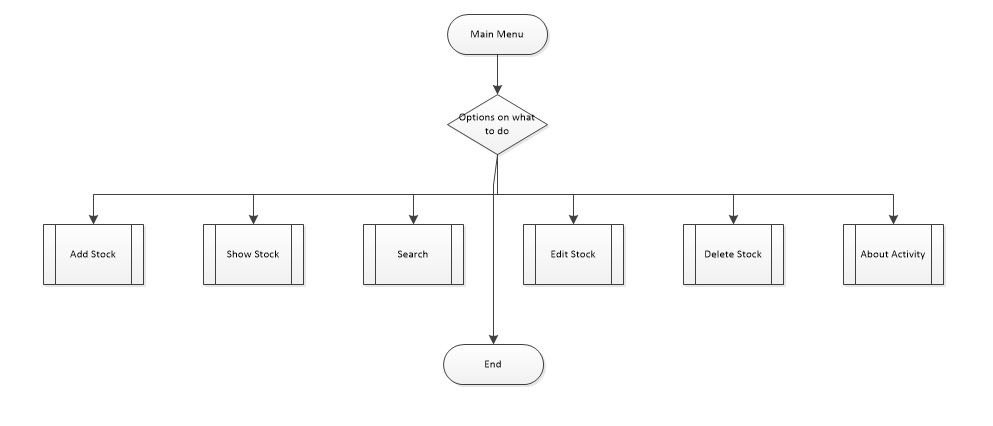 Main Menu
Options on what
to do
Add Stock
Show Stock
Search
Edit Stock
Delete Stock
About Activity
End